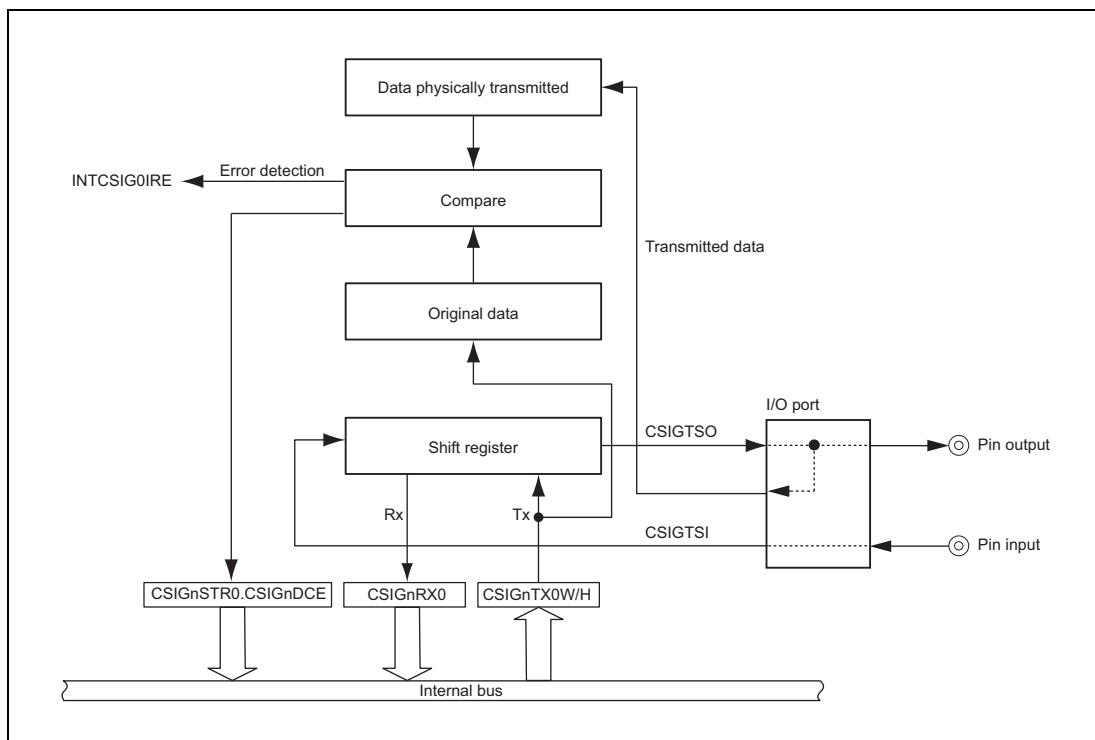 Data physically transmitted
Error detection
INTCSIG0IRE
Compare
Transmitted data
Original data
I/O port
CSIGTSO
Shift register
Pin output
Rx
Tx
CSIGTSI
Pin input
CSIGnSTR0.CSIGnDCE
CSIGnRX0
CSIGnTX0W/H
Internal bus